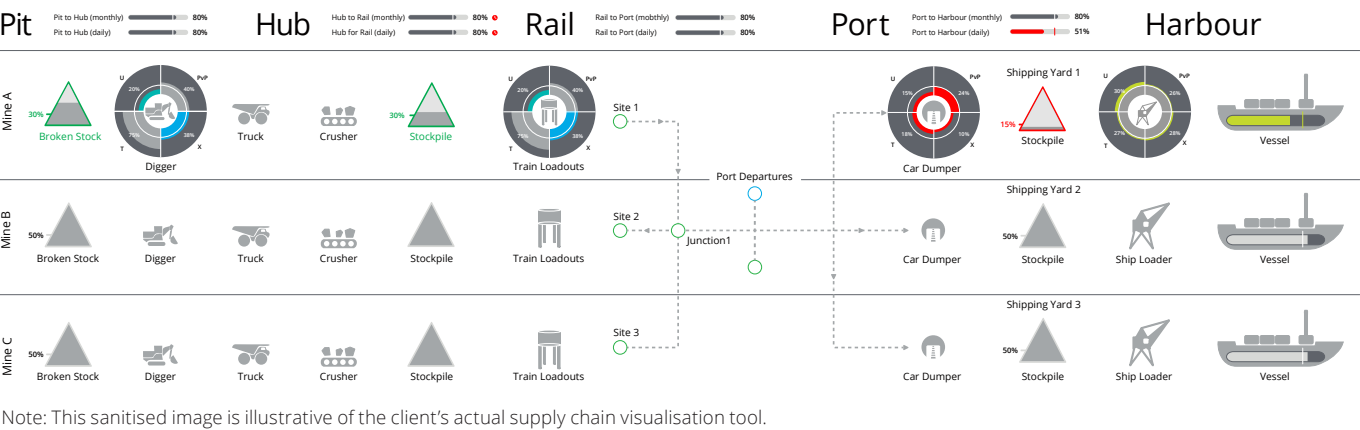 Pit
Pit to Hub (monthly) 80%
Pit to Hub (daily) 80%
Hub
Hub to Rail (monthly) 80%
Hub for Rail (daily) 80%
Rail
Rail to Port (mobthly) 80%
Rail to Port (daily) 80%
Port
Port to Harbour (monthly) 80%
Port to Harbour (daily) 51%
Harbour
Mine A
30%
Broken Stock
U
PvP
20%
40%
75%
38%
T
X
Digger
Truck
Crusher
30%
Stockpile
U
PvP
20%
40%
75%
38%
T
X
Train Loadouts
Site 1
U
PvP
15%
24%
18%
10%
T
X
Car Dumper
Shipping Yard 1
15%
Stockpile
U
PvP
30%
26%
27%
28%
T
X
Vessel
Port Departures
Mine B
50%
Broken Stock
Digger
Truck
Crusher
Stockpile
Train Loadouts
Site 2
Junction1
Car Dumper
Shipping Yard 2
50%
Stockpile
Ship Loader
Vessel
Mine C
50%
Broken Stock
Digger
Truck
Crusher
Stockpile
Train Loadouts
Site 3
Car Dumper
Shipping Yard 3
50%
Stockpile
Ship Loader
Vessel
Note: This sanitised image is illustrative of the client’s actual supply chain visualisation tool.